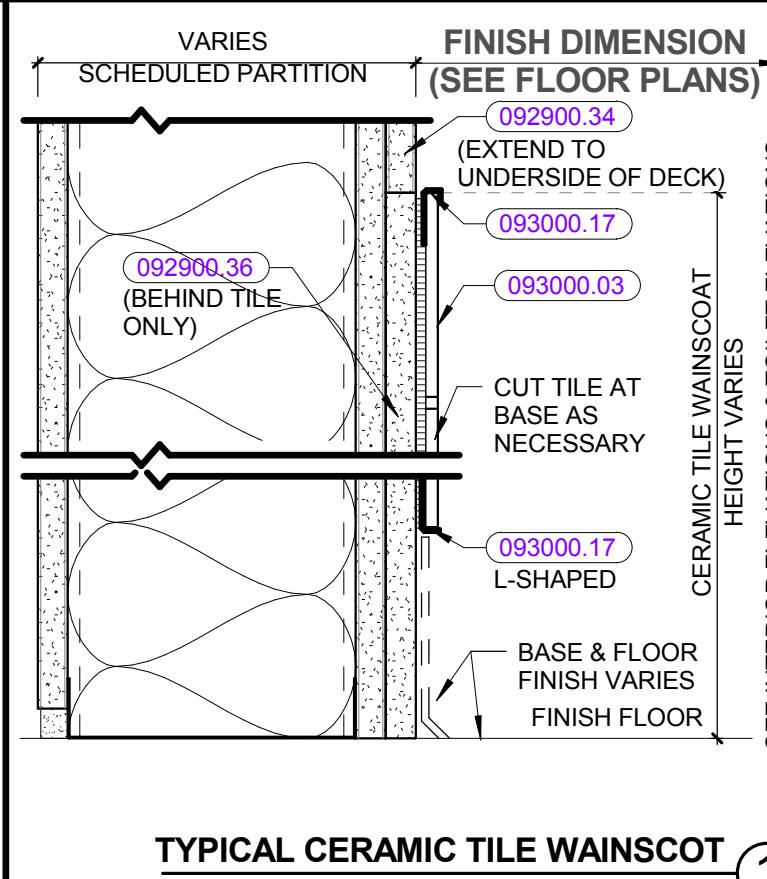 VARIES
SCHEDULED PARTITION
FINISH DIMENSION
(SEE FLOOR PLANS)
092900.34
(EXTEND TO
UNDERSIDE OF DECK)
093000.17
092900.36
(BEHIND TILE
ONLY)
093000.03
CUT TILE AT
BASE AS
NECESSARY
CERAMIC TILE WAINSCOAT
HEIGHT VARIES
093000.17
L-SHAPED
BASE & FLOOR
FINISH VARIES
FINISH FLOOR
TYPICAL CERAMIC TILE WAINSCOT